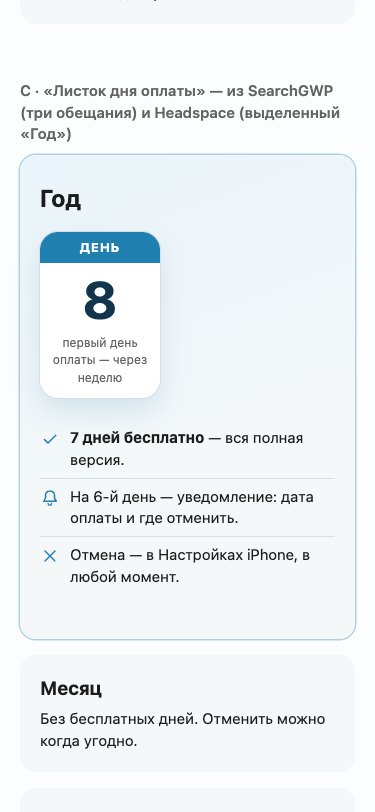 C · «Листок дня оплаты» — из SearchGWP
(три обещания) и Headspace (выделенный
«Год»)
Год
ДЕНЬ
8
первый день
оплаты — через
неделю
7 дней бесплатно — вся полная
версия.
На 6-й день — уведомление: дата
оплаты и где отменить.
Отмена — в Настройках iPhone, в
любой момент.
Месяц
Без бесплатных дней. Отменить можно
когда угодно.